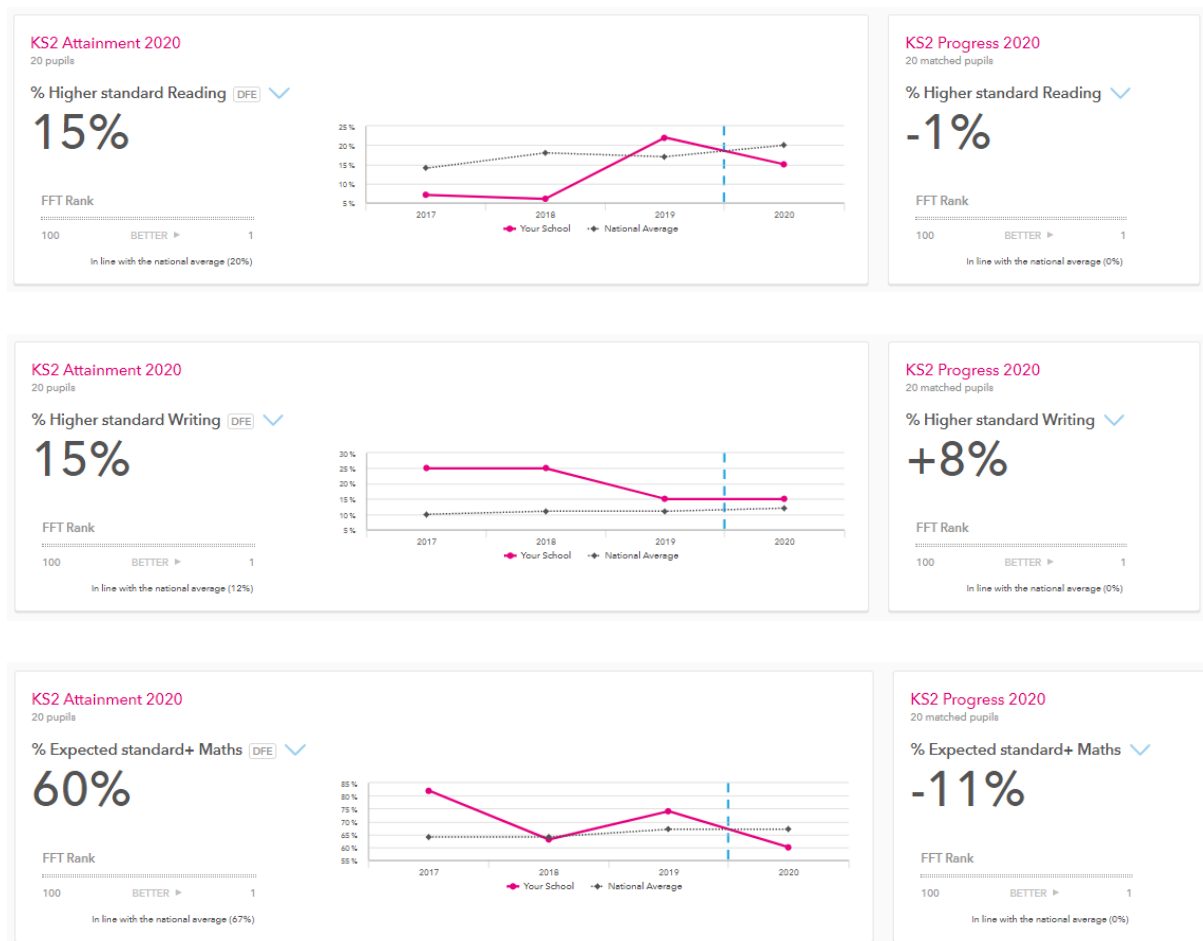 KS2 Attainment 2020
20 pupils
% Higher standard Reading DFE
15%
FFT Rank
100 BETTER ► 1
In line with the national average (20%)
25 %
20 %
15 %
10 %
5 %
2017 2018 2019 2020
Your School National Average
KS2 Progress 2020
20 matched pupils
% Higher standard Reading
-1%
FFT Rank
100 BETTER ► 1
In line with the national average (0%)
KS2 Attainment 2020
20 pupils
% Higher standard Writing DFE
15%
FFT Rank
100 BETTER ► 1
In line with the national average (12%)
30 %
25 %
20 %
15 %
10 %
5 %
2017 2018 2019 2020
Your School National Average
KS2 Progress 2020
20 matched pupils
% Higher standard Writing
+8%
FFT Rank
100 BETTER ► 1
In line with the national average (0%)
KS2 Attainment 2020
20 pupils
% Expected standard+ Maths DFE
60%
FFT Rank
100 BETTER ► 1
In line with the national average (67%)
85 %
80 %
75 %
70 %
65 %
60 %
55 %
2017 2018 2019 2020
Your School National Average
KS2 Progress 2020
20 matched pupils
% Expected standard+ Maths
-11%
FFT Rank
100 BETTER ► 1
In line with the national average (0%)